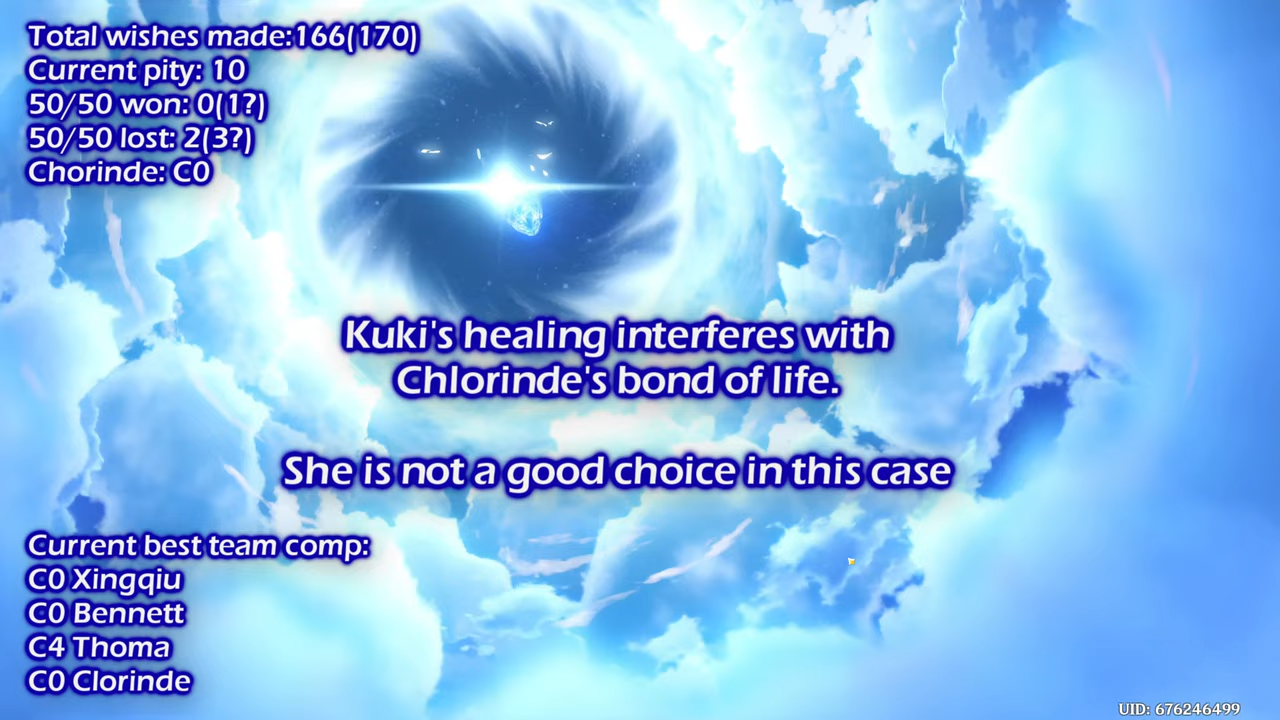 Total wishes made:166(170)
Current pity: 10
50/50 won: 0(1?)
50/50 lost: 2(3?)
Chorinde: C0
Kuki's healing interferes with
Chlorinde's bond of life.
She is not a good choice in this case
Current best team comp:
C0 Xingqiu
C0 Bennett
C4 Thoma
C0 Clorinde
UID: 676246499